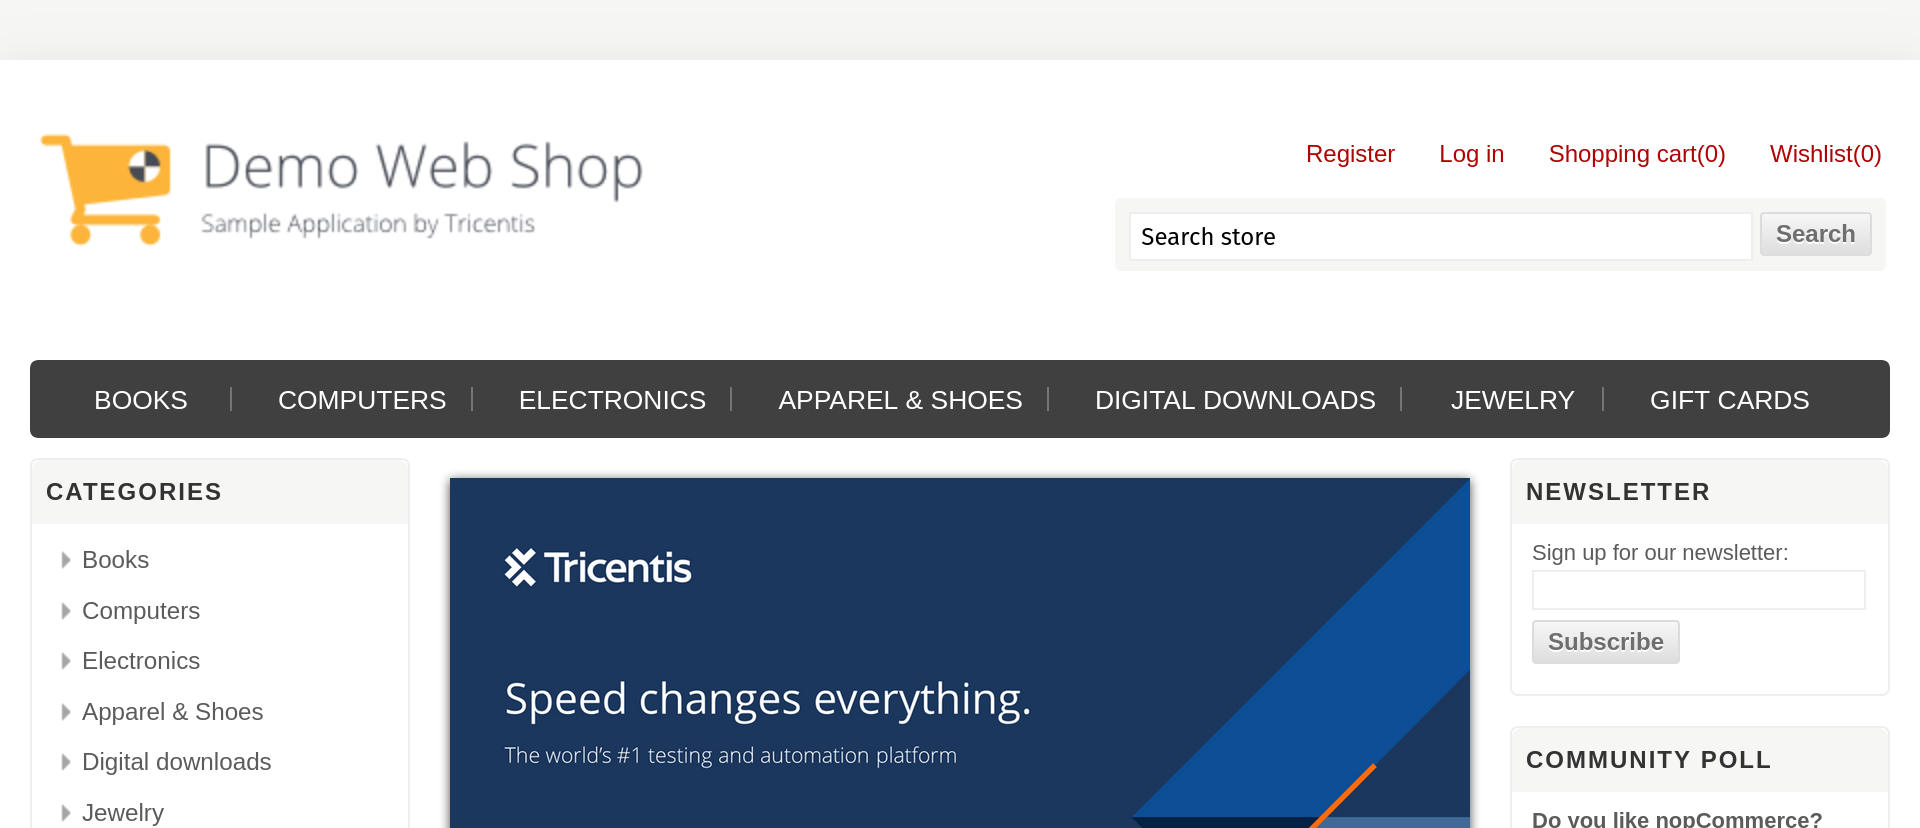 Demo Web Shop
Sample Application by Tricentis
Register Log in Shopping cart(0) Wishlist(0)
Search store Search
BOOKS COMPUTERS ELECTRONICS APPAREL & SHOES DIGITAL DOWNLOADS JEWELRY GIFT CARDS
CATEGORIES
Books
Computers
Electronics
Apparel & Shoes
Digital downloads
Jewelry
Tricentis
Speed changes everything.
The world's #1 testing and automation platform
NEWSLETTER
Sign up for our newsletter:
Subscribe
COMMUNITY POLL
Do you like nopCommerce?